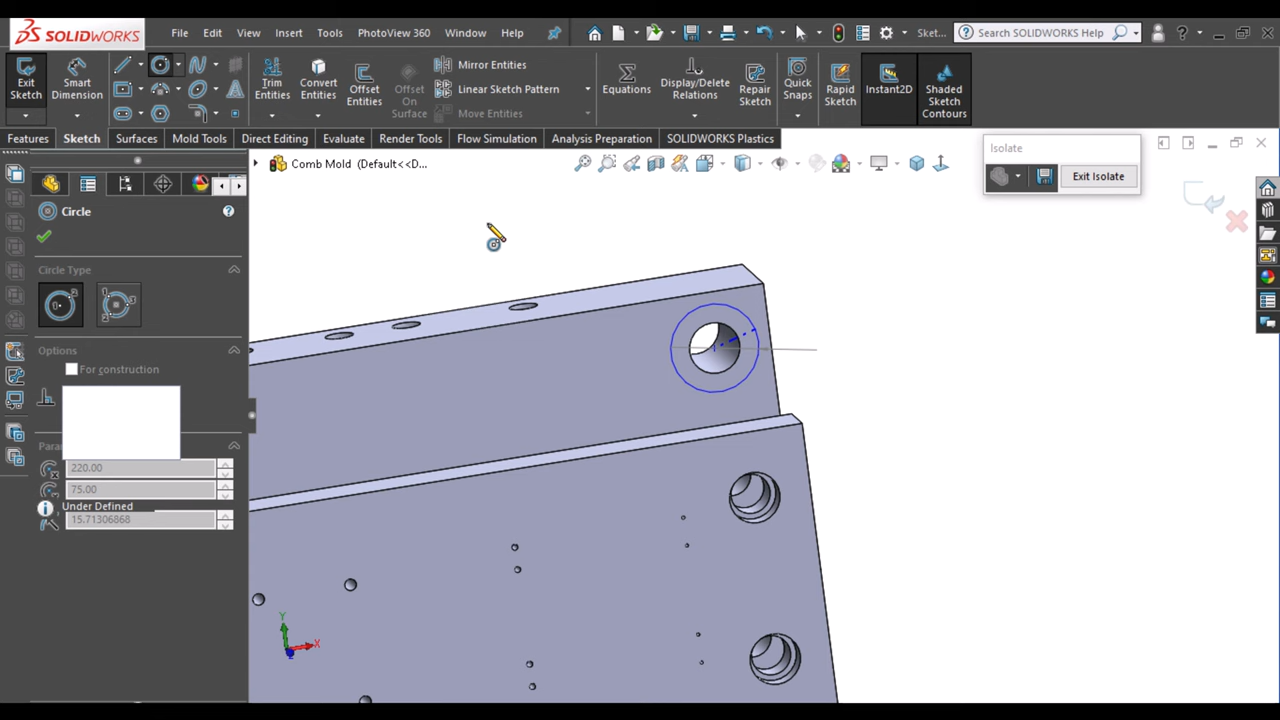 SOLIDWORKS File Edit View Insert Tools PhotoView 360 Window Help Sket... Search SOLIDWORKS Help ?
Exit Sketch Smart Dimension Trim Entities Convert Entities Offset Entities Offset On Surface Mirror Entities Linear Sketch Pattern Move Entities Equations Display/Delete Relations Repair Sketch Quick Snaps Rapid Sketch Instant2D Shaded Sketch Contours
Features Sketch Surfaces Mold Tools Direct Editing Evaluate Render Tools Flow Simulation Analysis Preparation SOLIDWORKS Plastics
Isolate
Comb Mold (Default<<D...
Exit Isolate
Circle
Circle Type
Options
For construction
220.00
75.00
Under Defined
15.71306868
Y
X